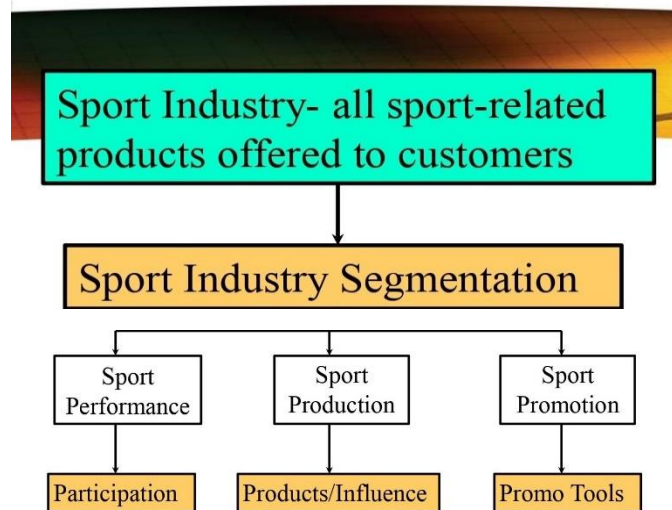 Sport Industry- all sport-related
products offered to customers
Sport Industry Segmentation
Sport
Performance
Sport
Production
Sport
Promotion
Participation
Products/Influence
Promo Tools